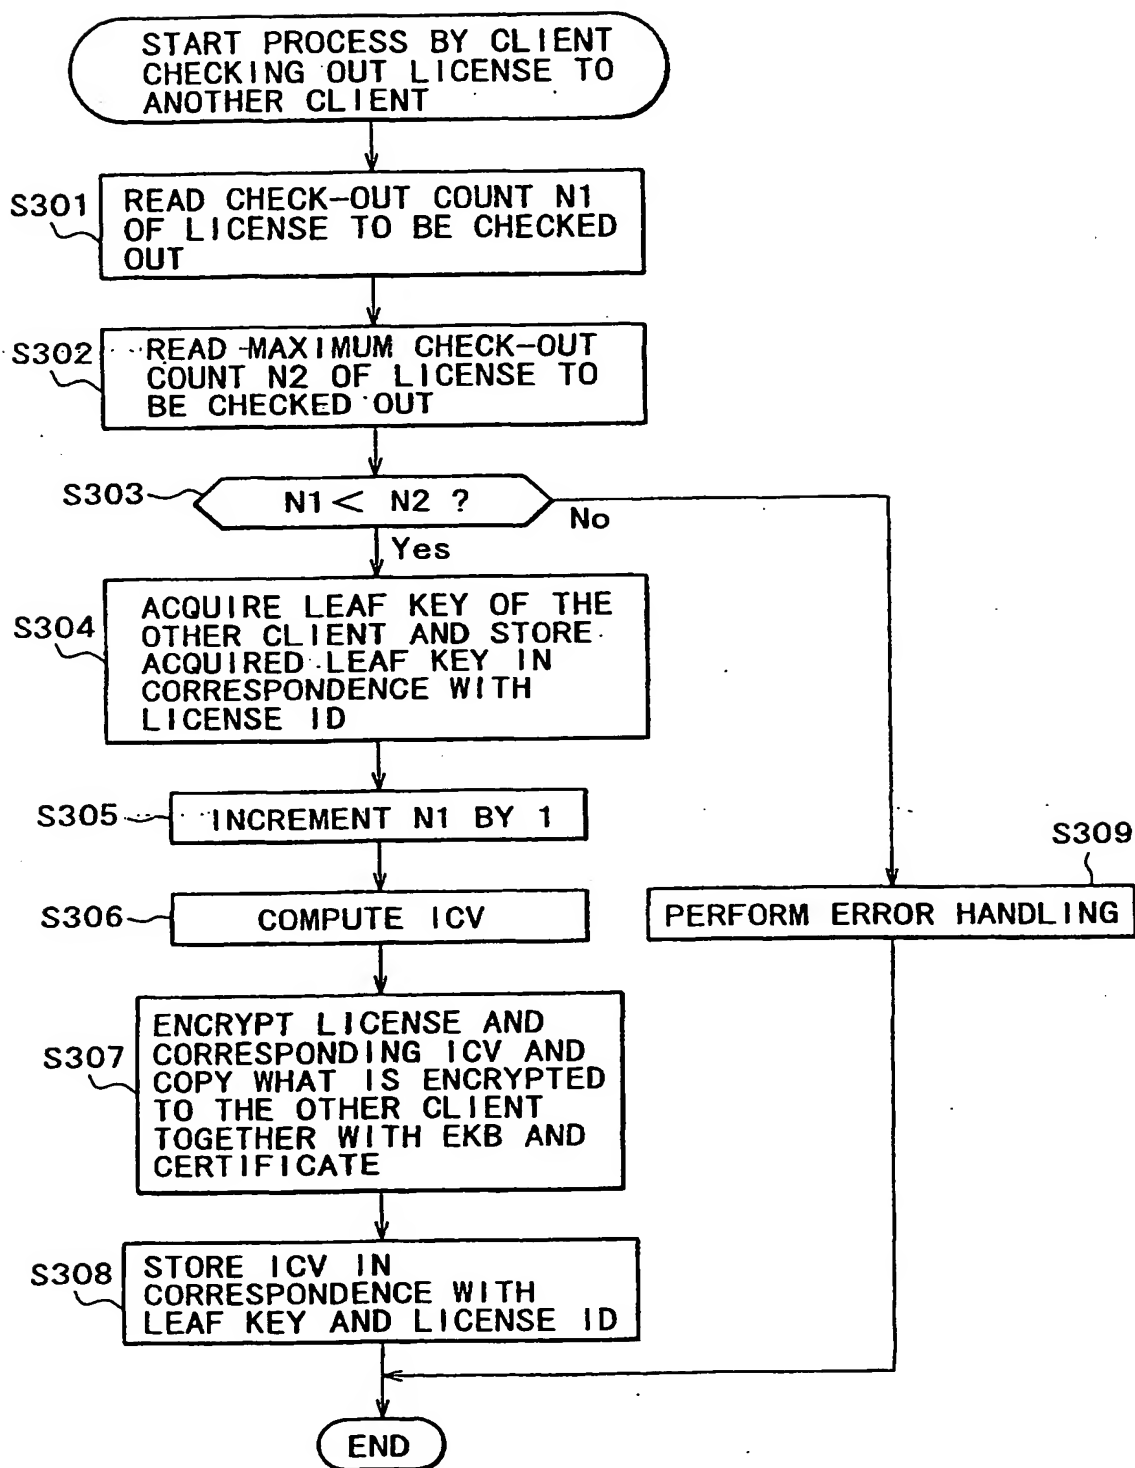 START PROCESS BY CLIENT
CHECKING OUT LICENSE TO
ANOTHER CLIENT
S301
READ CHECK-OUT COUNT N1
OF LICENSE TO BE CHECKED
OUT
S302
READ MAXIMUM CHECK-OUT
COUNT N2 OF LICENSE TO
BE CHECKED OUT
S303
N1 < N2 ?
No
Yes
S304
ACQUIRE LEAF KEY OF THE
OTHER CLIENT AND STORE
ACQUIRED LEAF KEY IN
CORRESPONDENCE WITH
LICENSE ID
S305
INCREMENT N1 BY 1
S309
S306
COMPUTE ICV
PERFORM ERROR HANDLING
S307
ENCRYPT LICENSE AND
CORRESPONDING ICV AND
COPY WHAT IS ENCRYPTED
TO THE OTHER CLIENT
TOGETHER WITH EKB AND
CERTIFICATE
S308
STORE ICV IN
CORRESPONDENCE WITH
LEAF KEY AND LICENSE ID
END